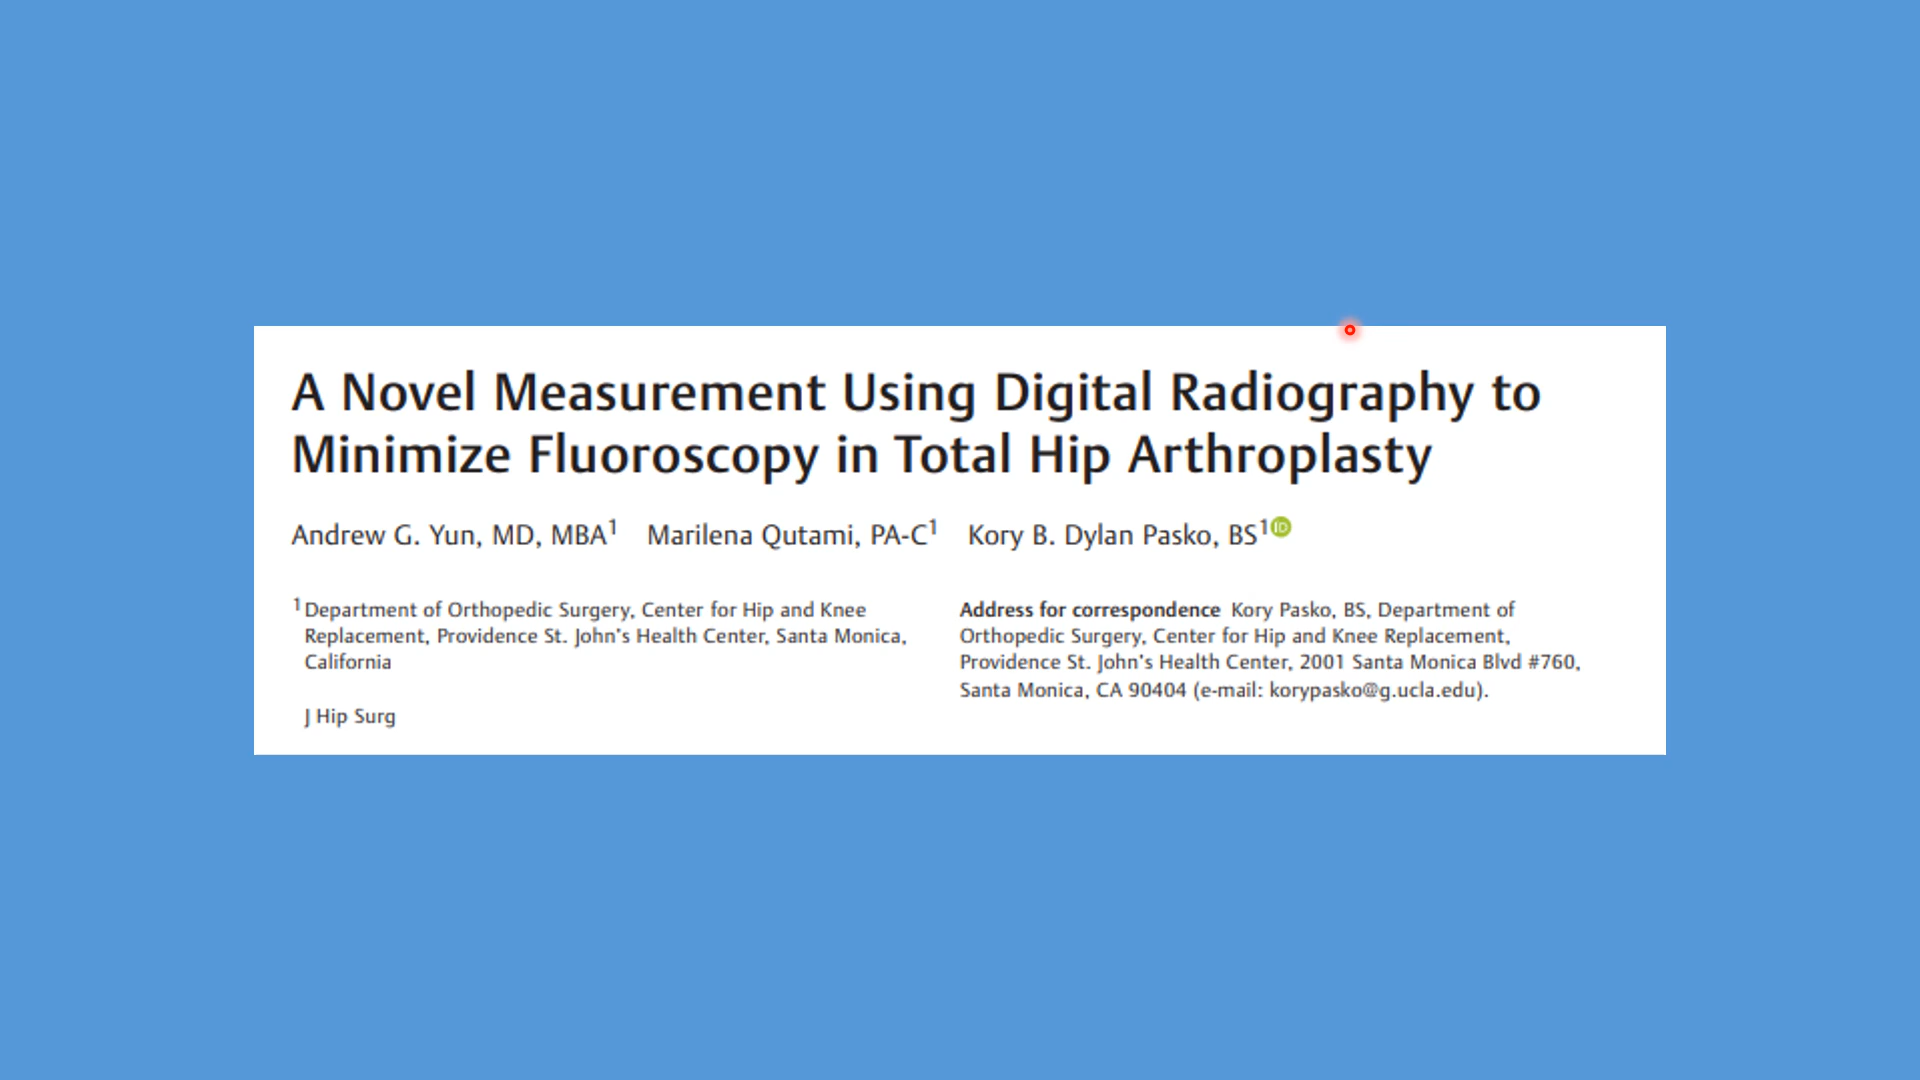 A Novel Measurement Using Digital Radiography to
Minimize Fluoroscopy in Total Hip Arthroplasty
Andrew G. Yun, MD, MBA1 Marilena Qutami, PA-C1 Kory B. Dylan Pasko, BS1 iD
1 Department of Orthopedic Surgery, Center for Hip and Knee
Replacement, Providence St. John's Health Center, Santa Monica,
California
J Hip Surg
Address for correspondence Kory Pasko, BS, Department of
Orthopedic Surgery, Center for Hip and Knee Replacement,
Providence St. John's Health Center, 2001 Santa Monica Blvd #760,
Santa Monica, CA 90404 (e-mail: korypasko@g.ucla.edu).